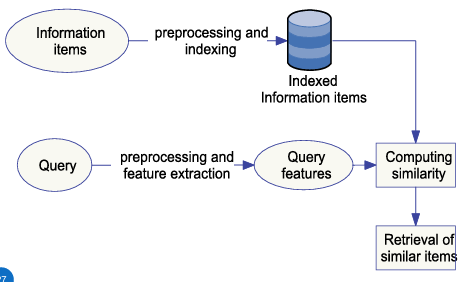 Information
items
preprocessing and
indexing
Indexed
Information items
Query
preprocessing and
feature extraction
Query
features
Computing
similarity
Retrieval of
similar items